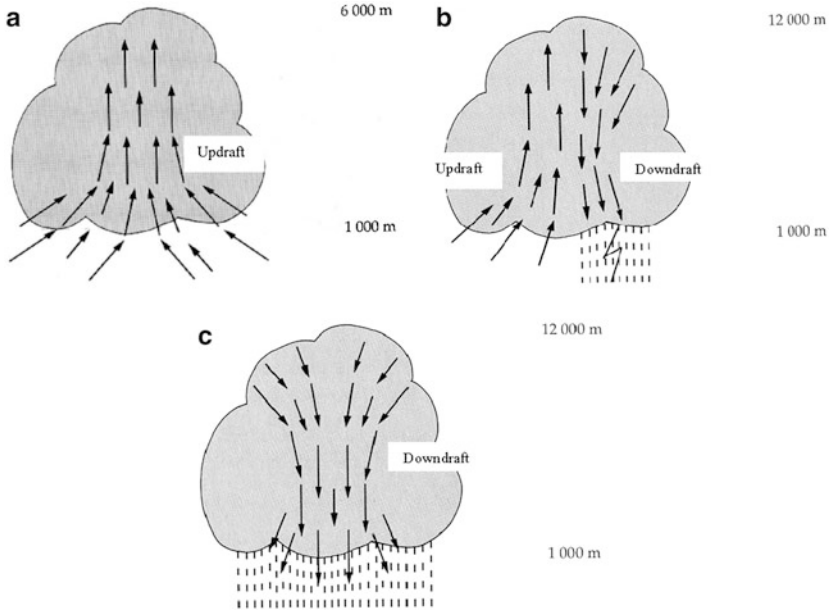 a
6 000 m
Updraft
1 000 m
b
12 000 m
Updraft
Downdraft
1 000 m
c
12 000 m
Downdraft
1 000 m